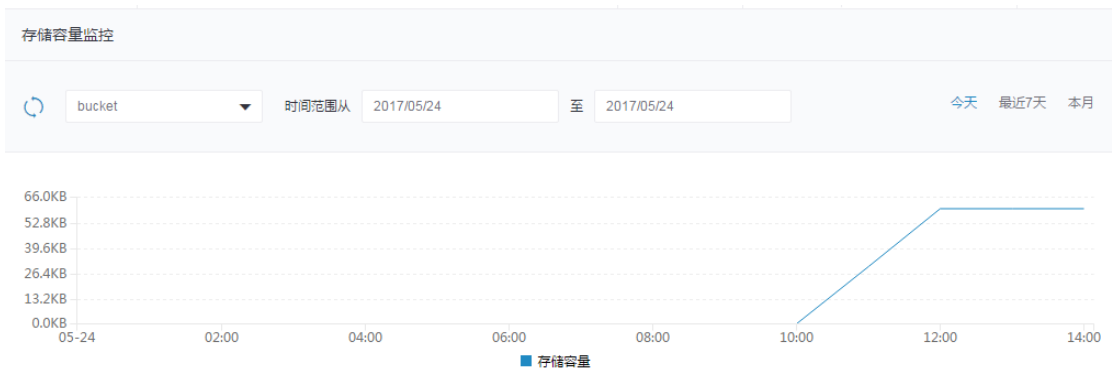 存储容量监控
bucket 时间范围从 2017/05/24 至 2017/05/24 今天 最近7天 本月
66.0KB
52.8KB
39.6KB
26.4KB
13.2KB
0.0KB
05-24 02:00 04:00 06:00 08:00 10:00 12:00 14:00
存储容量